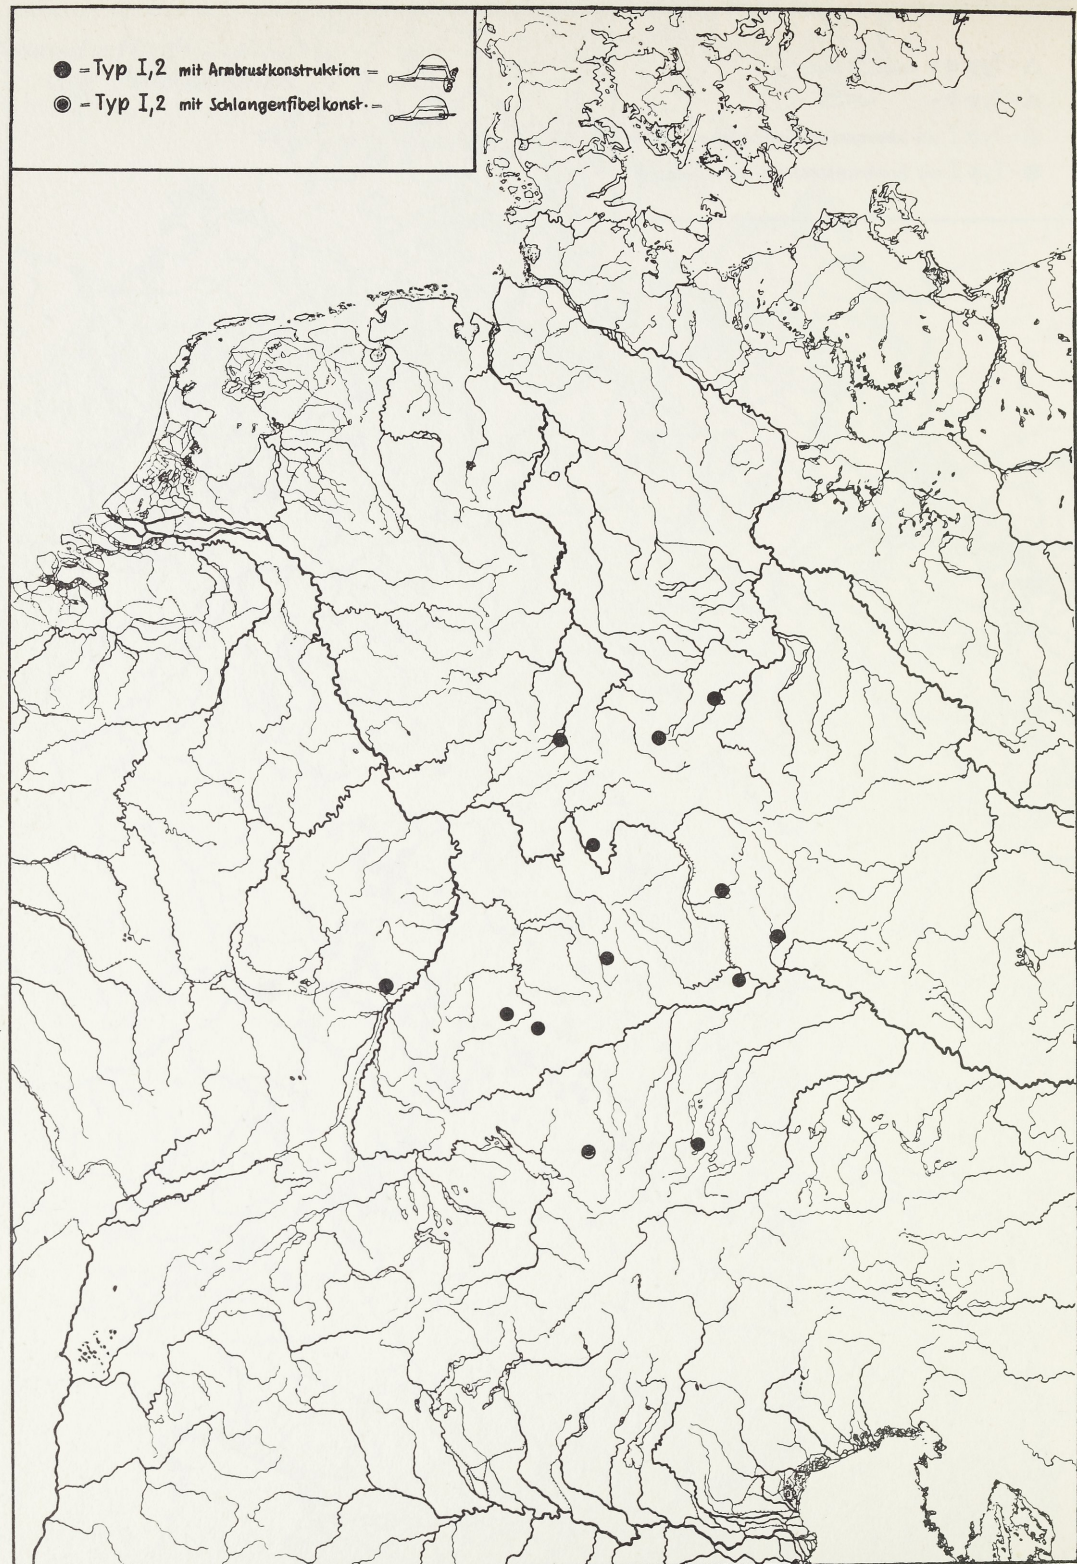 ● = Typ I,2 mit Armbrustkonstruktion =
◉ = Typ I,2 mit Schlangenfibelkonst. =